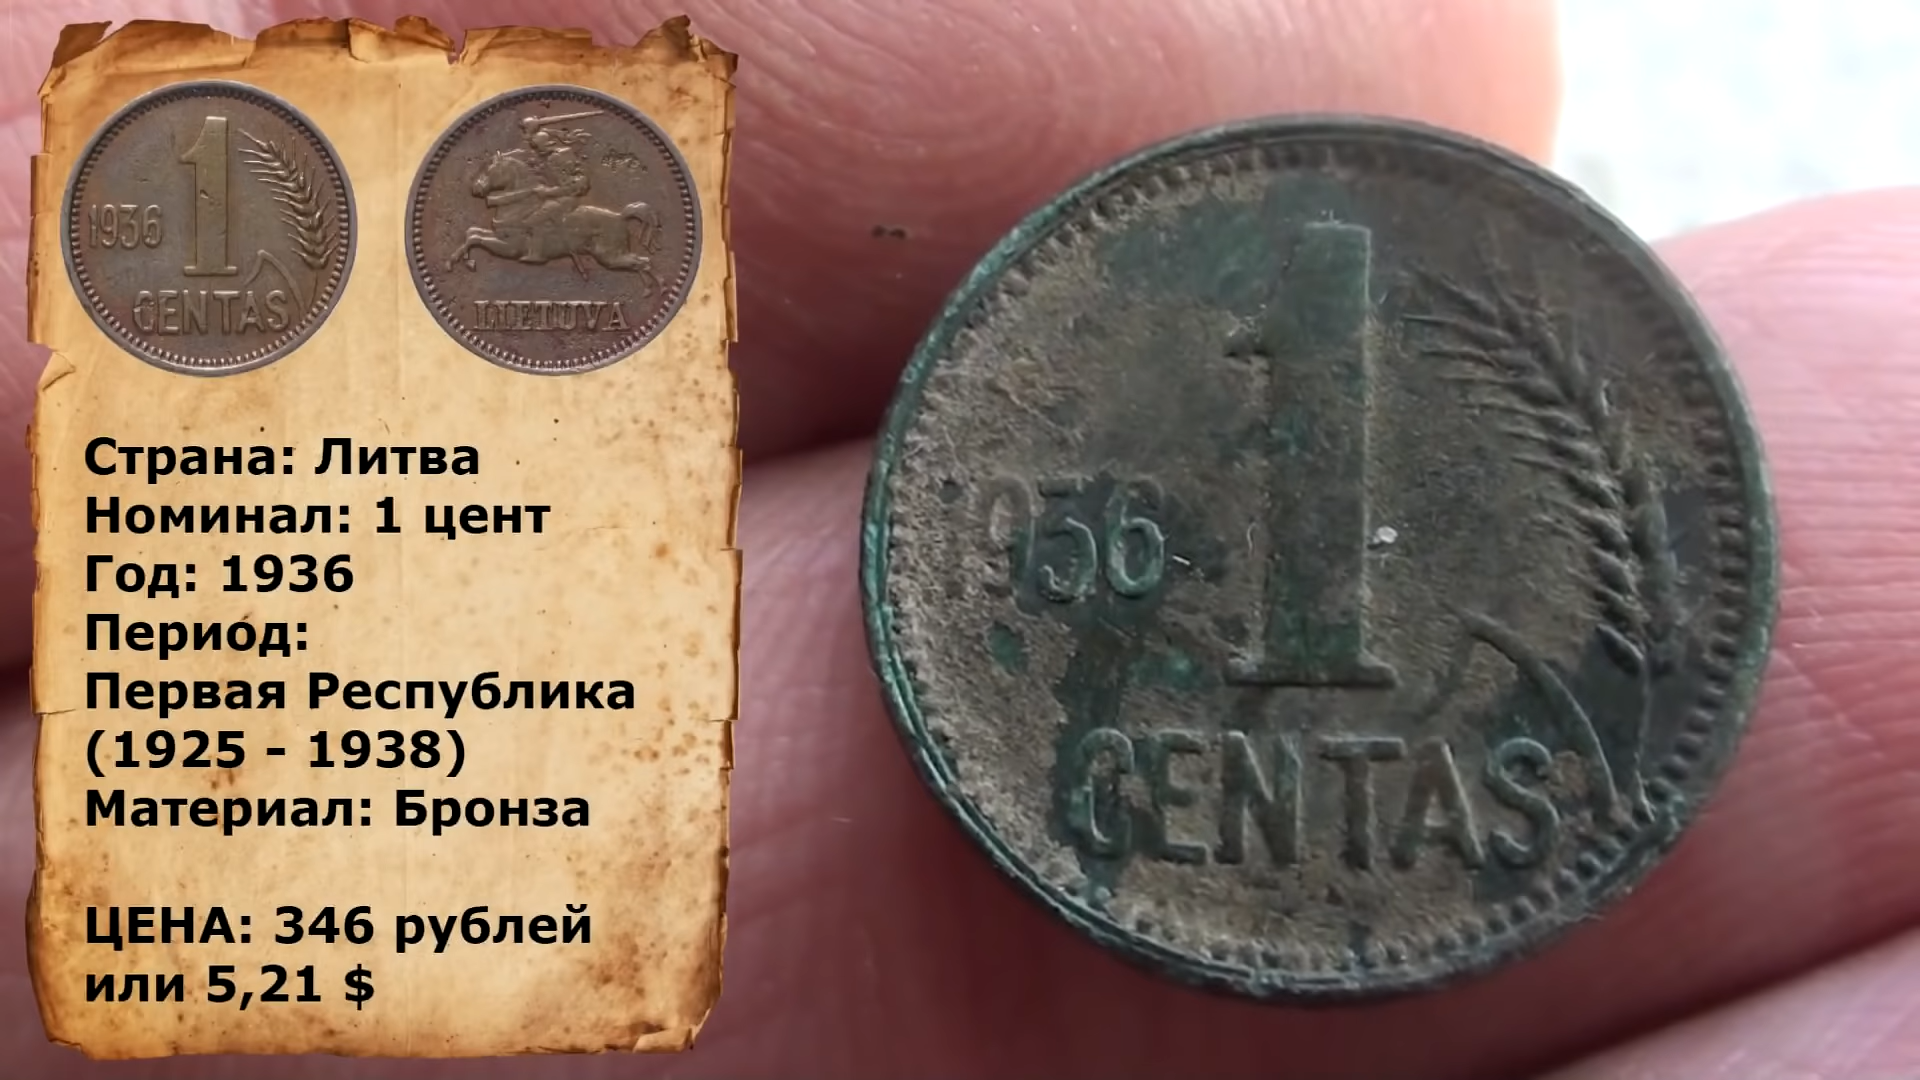 1936
1
CENTAS
LIETUVA
Страна: Литва
Номинал: 1 цент
Год: 1936
Период:
Первая Республика
(1925 - 1938)
Материал: Бронза
ЦЕНА: 346 рублей
или 5,21 $
1
1936
CENTAS